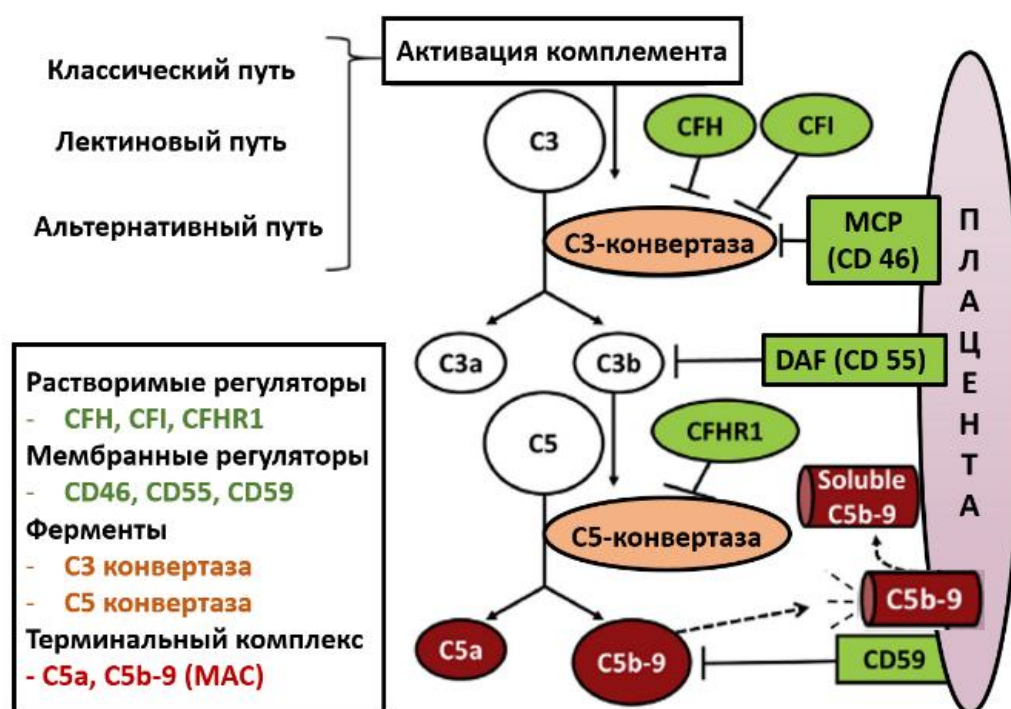 Активация комплемента
Классический путь
Лектиновый путь
Альтернативный путь
C3
CFH
CFI
C3-конвертаза
MCP
(CD 46)
C3a
C3b
DAF (CD 55)
C5
CFHR1
Soluble
C5b-9
C5-конвертаза
C5b-9
C5a
C5b-9
CD59
ПЛАЦЕНТА
Растворимые регуляторы
- CFH, CFI, CFHR1
Мембранные регуляторы
- CD46, CD55, CD59
Ферменты
- C3 конвертаза
- C5 конвертаза
Терминальный комплекс
- C5a, C5b-9 (MAC)